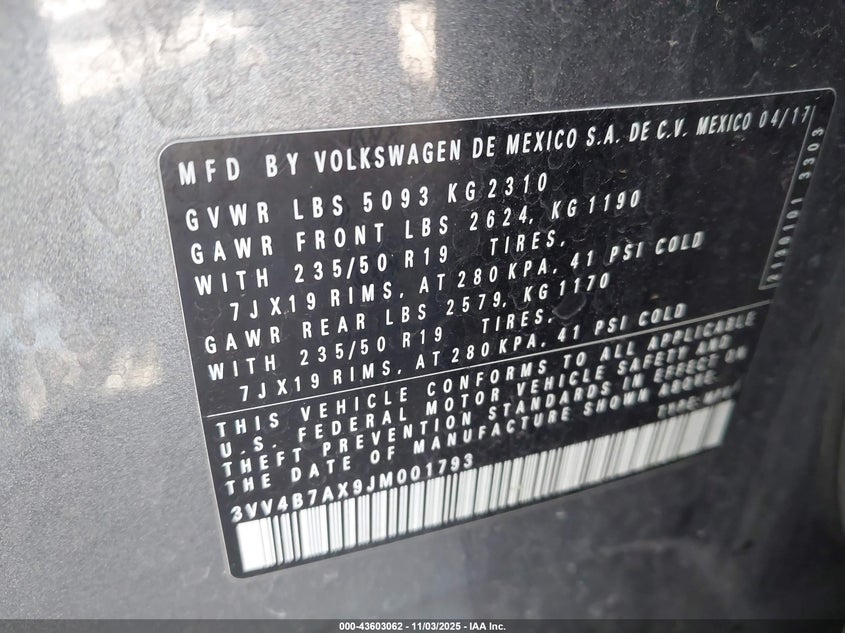 MFD BY VOLKSWAGEN DE MEXICO S.A. DE C.V. MEXICO 04/17
GVWR LBS 5093 KG 2310
GAWR FRONT LBS 2624, KG 1190
WITH 235/50 R19 TIRES,
7JX19 RIMS, AT 280 KPA, 41 PSI COLD
GAWR REAR LBS 2579, KG 1170
WITH 235/50 R19 TIRES,
7JX19 RIMS, AT 280 KPA, 41 PSI COLD
THIS VEHICLE CONFORMS TO ALL APPLICABLE
U.S. FEDERAL MOTOR VEHICLE SAFETY AND
THEFT PREVENTION STANDARDS IN EFFECT ON
THE DATE OF MANUFACTURE SHOWN ABOVE.
3VV4B7AX9JM001793
3303
000-43603062 - 11/03/2025 - IAA Inc.